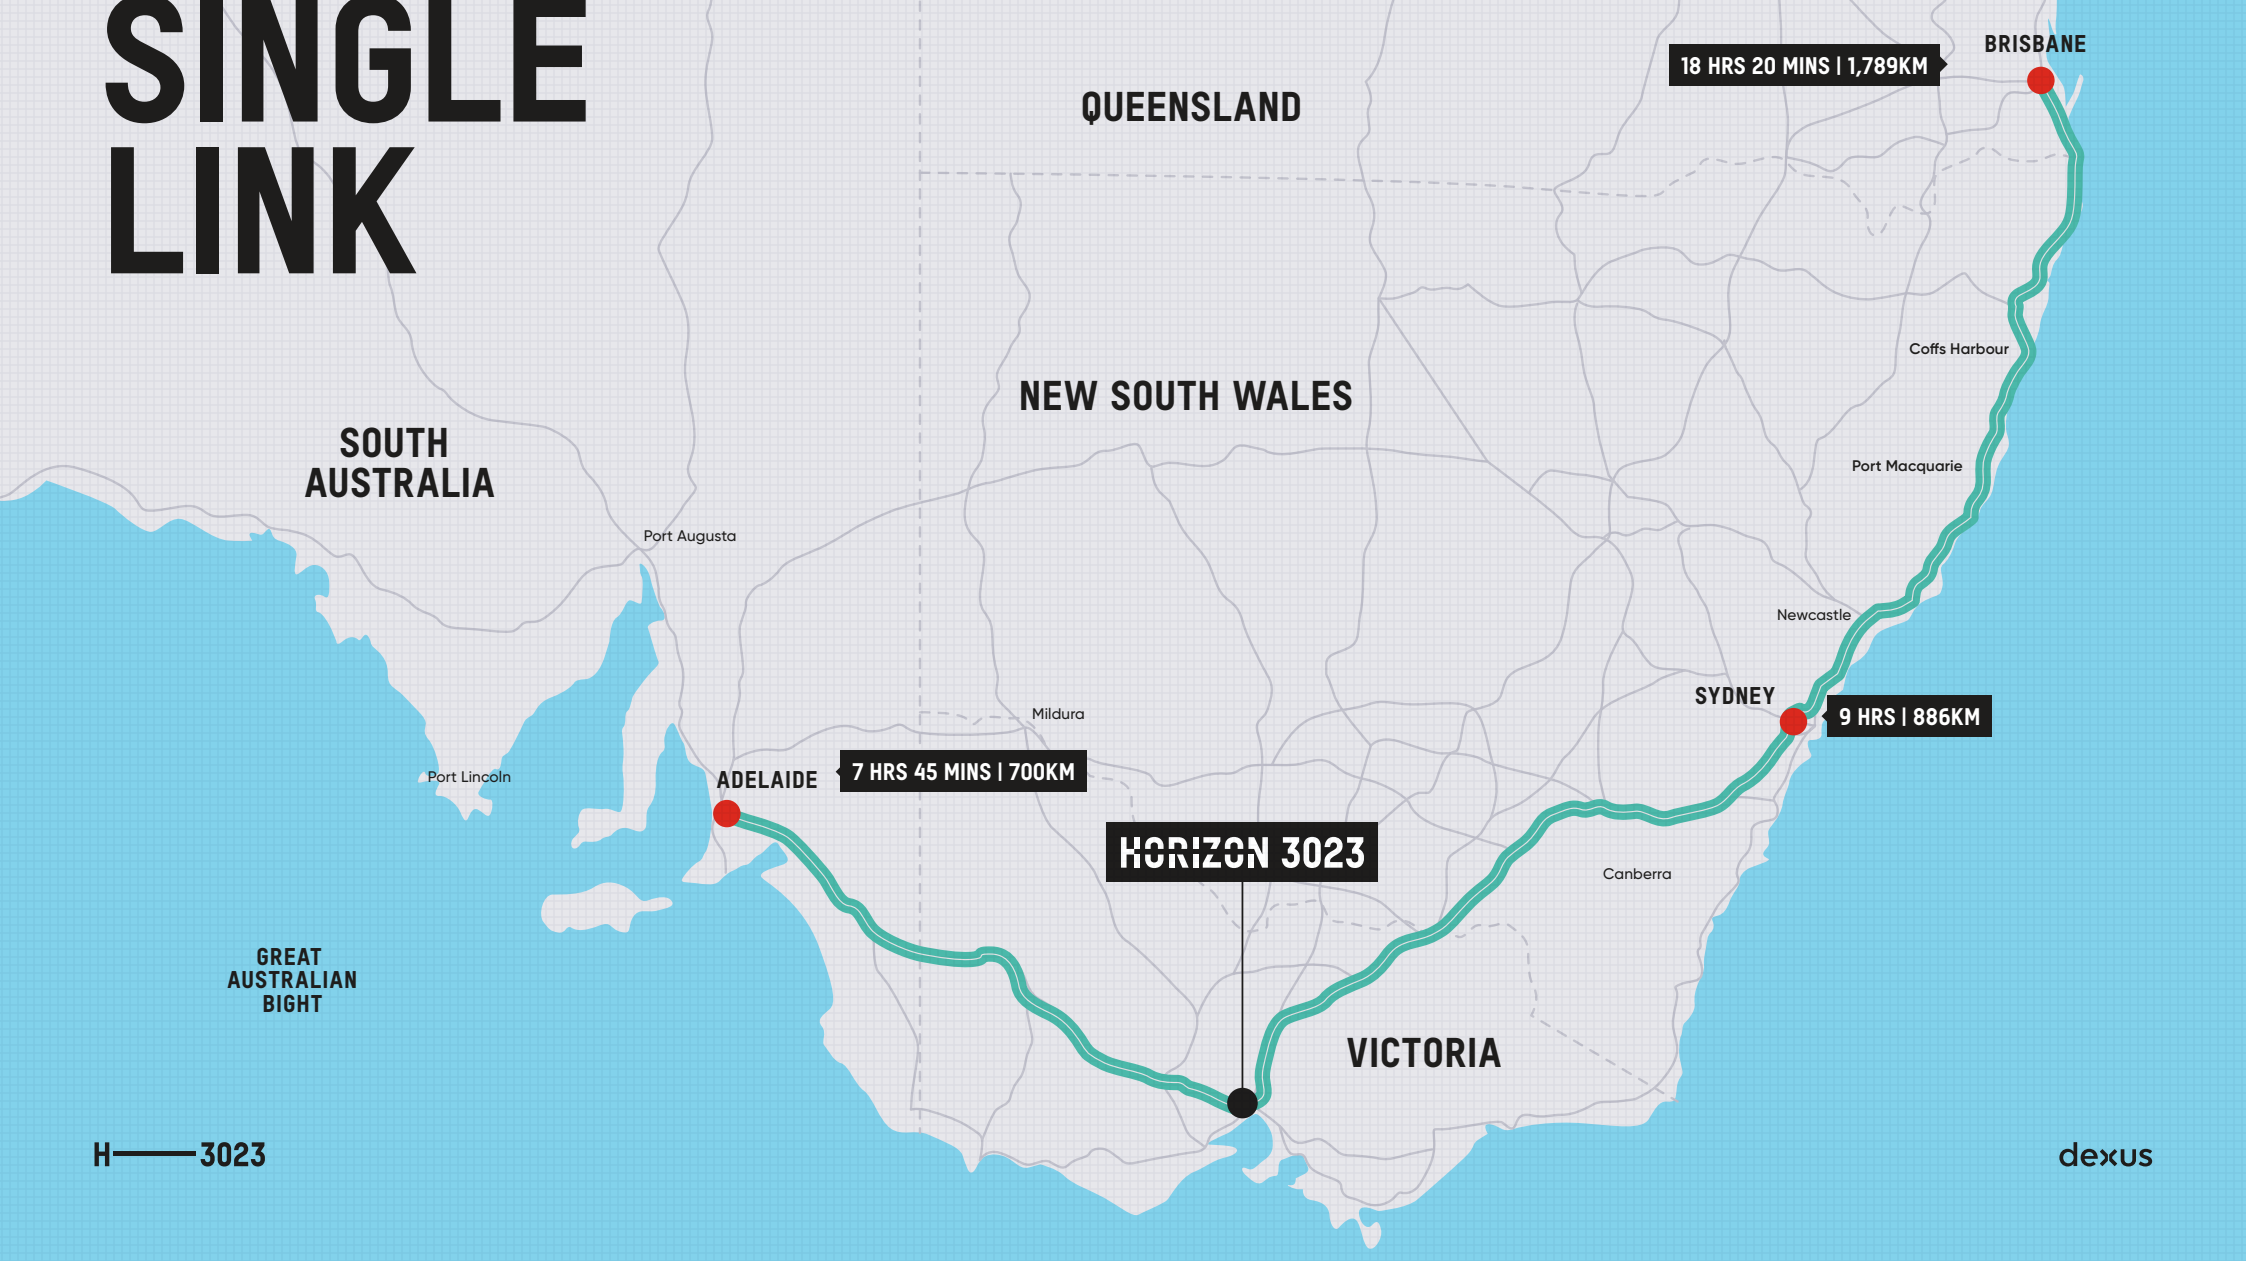 SINGLE
LINK
18 HRS 20 MINS | 1,789KM
BRISBANE
QUEENSLAND
Coffs Harbour
NEW SOUTH WALES
SOUTH
AUSTRALIA
Port Macquarie
Port Augusta
Newcastle
SYDNEY
9 HRS | 886KM
Mildura
Port Lincoln
ADELAIDE
7 HRS 45 MINS | 700KM
HORIZON 3023
Canberra
GREAT
AUSTRALIAN
BIGHT
VICTORIA
H 3023
dexus